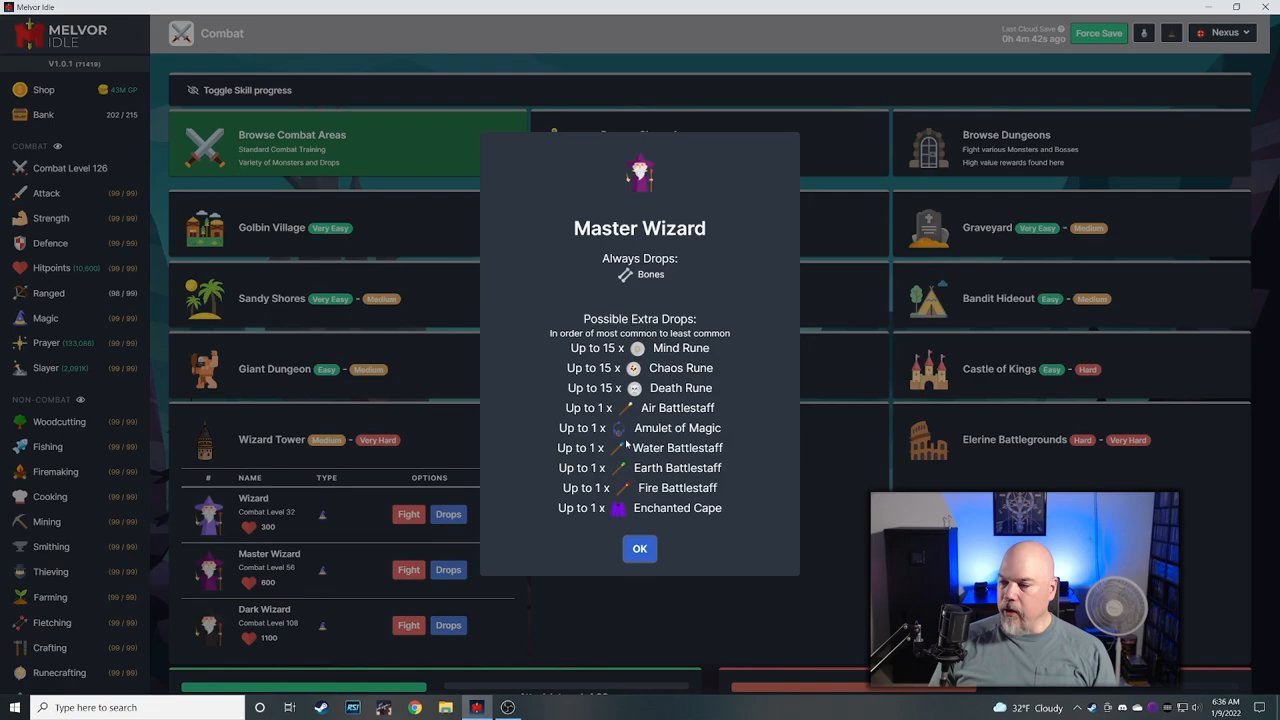 Melvor Idle
MELVOR
IDLE
V1.0.1 (71418)
Shop 43M GP
Bank 202 / 215
COMBAT
Combat Level 126
Attack (99 / 99)
Strength (99 / 99)
Defence (99 / 99)
Hitpoints (10,600) (99 / 99)
Ranged (98 / 99)
Magic (99 / 99)
Prayer (133,086) (99 / 99)
Slayer (2,091K) (99 / 99)
NON-COMBAT
Woodcutting (99 / 99)
Fishing (99 / 99)
Firemaking (99 / 99)
Cooking (99 / 99)
Mining (99 / 99)
Smithing (99 / 99)
Thieving (99 / 99)
Farming (99 / 99)
Fletching (99 / 99)
Crafting (99 / 99)
Runecrafting (99 / 99)
Combat
Last Cloud Save
0h 4m 42s ago
Force Save
Nexus
Toggle Skill progress
Browse Combat Areas
Standard Combat Training
Variety of Monsters and Drops
Browse Dungeons
Fight various Monsters and Bosses
High value rewards found here
Golbin Village Very Easy
Graveyard Very Easy - Medium
Sandy Shores Very Easy - Medium
Bandit Hideout Easy - Medium
Giant Dungeon Easy - Medium
Castle of Kings Easy - Hard
Wizard Tower Medium - Very Hard
Elerine Battlegrounds Hard - Very Hard
# NAME TYPE OPTIONS
Wizard
Combat Level 32
300
Fight Drops
Master Wizard
Combat Level 56
600
Fight Drops
Dark Wizard
Combat Level 108
1100
Fight Drops
Master Wizard
Always Drops:
Bones
Possible Extra Drops:
In order of most common to least common
Up to 15 x Mind Rune
Up to 15 x Chaos Rune
Up to 15 x Death Rune
Up to 1 x Air Battlestaff
Up to 1 x Amulet of Magic
Up to 1 x Water Battlestaff
Up to 1 x Earth Battlestaff
Up to 1 x Fire Battlestaff
Up to 1 x Enchanted Cape
OK
Type here to search
RSI
32°F Cloudy
6:36 AM
1/9/2022